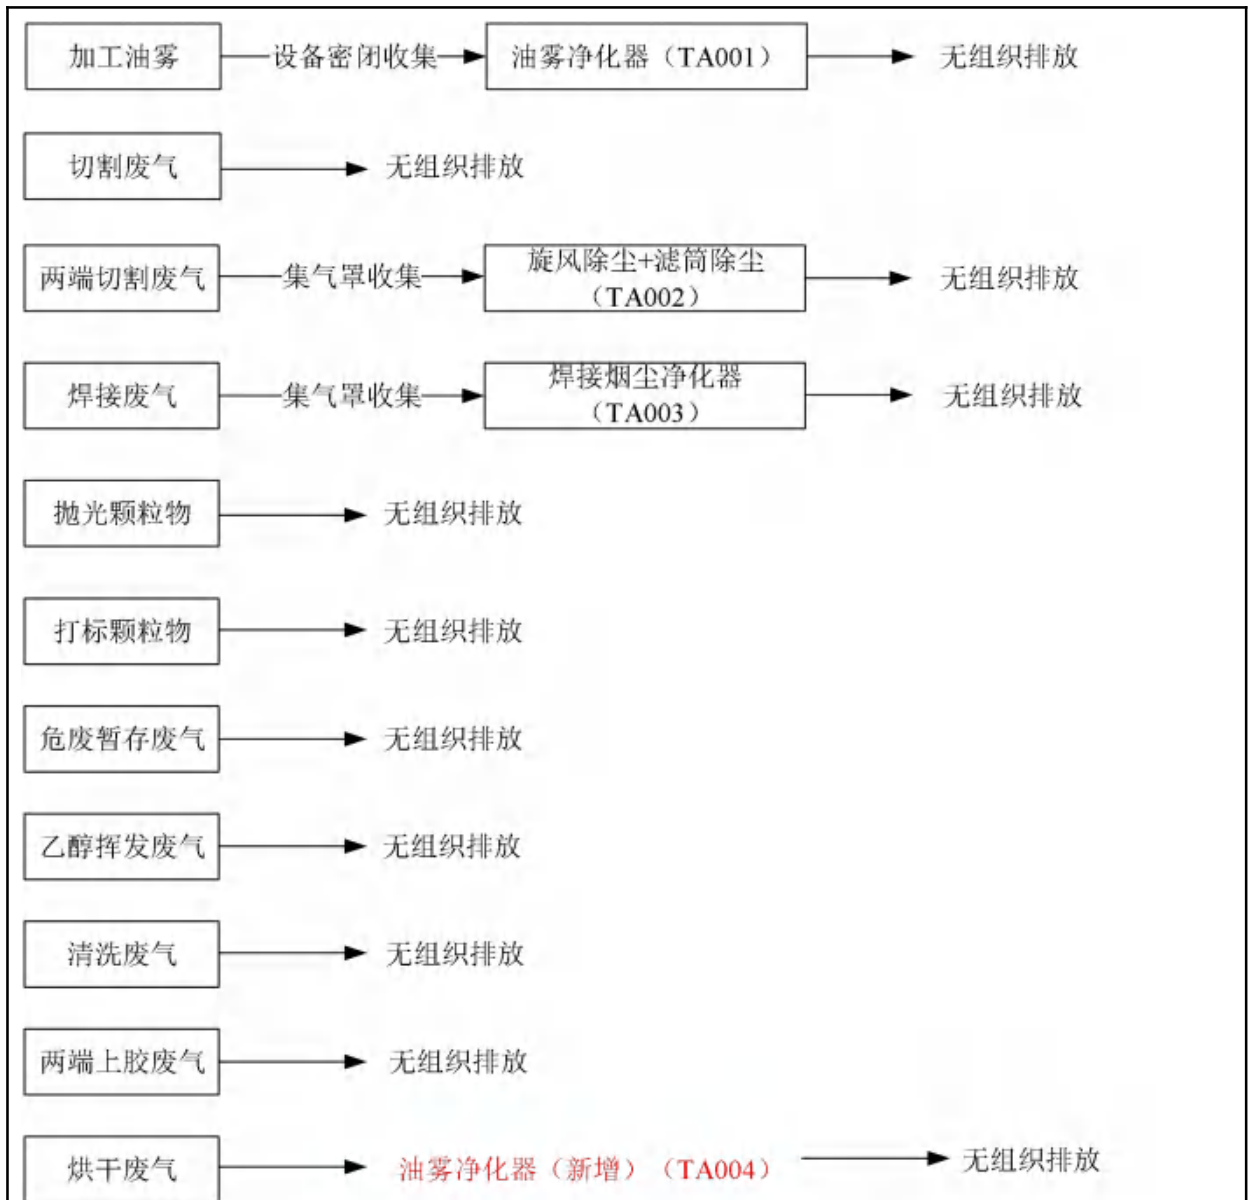 加工油雾 设备密闭收集 油雾净化器（TA001） 无组织排放
切割废气 无组织排放
两端切割废气 集气罩收集 旋风除尘+滤筒除尘 无组织排放
（TA002）
焊接废气 集气罩收集 焊接烟尘净化器 无组织排放
（TA003）
抛光颗粒物 无组织排放
打标颗粒物 无组织排放
危废暂存废气 无组织排放
乙醇挥发废气 无组织排放
清洗废气 无组织排放
两端上胶废气 无组织排放
烘干废气 油雾净化器（新增）（TA004） 无组织排放